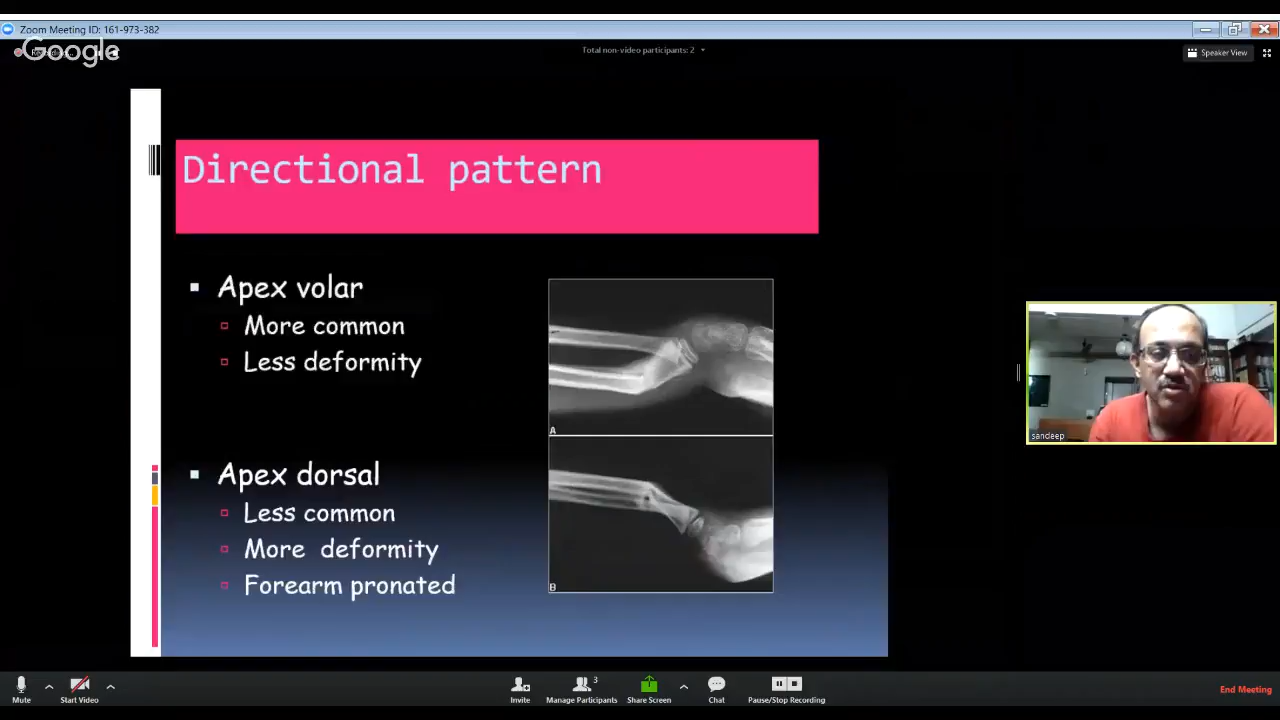 Zoom Meeting ID: 161-973-382
Google
Total non-video participants: 2
Speaker View
Directional pattern
Apex volar
More common
Less deformity
Apex dorsal
Less common
More deformity
Forearm pronated
A
B
sandeep
Mute
Start Video
Invite
3
Manage Participants
Share Screen
Chat
Pause/Stop Recording
End Meeting